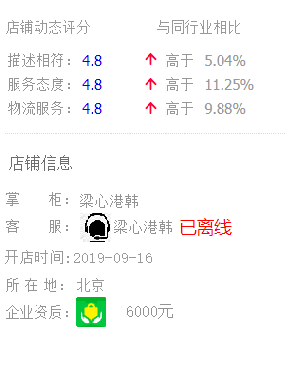 店铺动态评分 与同行业相比
描述相符：4.8 高于 5.04%
服务态度：4.8 高于 11.25%
物流服务：4.8 高于 9.88%
店铺信息
掌 柜：梁心港韩
客 服：梁心港韩 已离线
开店时间:2019-09-16
所 在 地： 北京
企业资质： 6000元